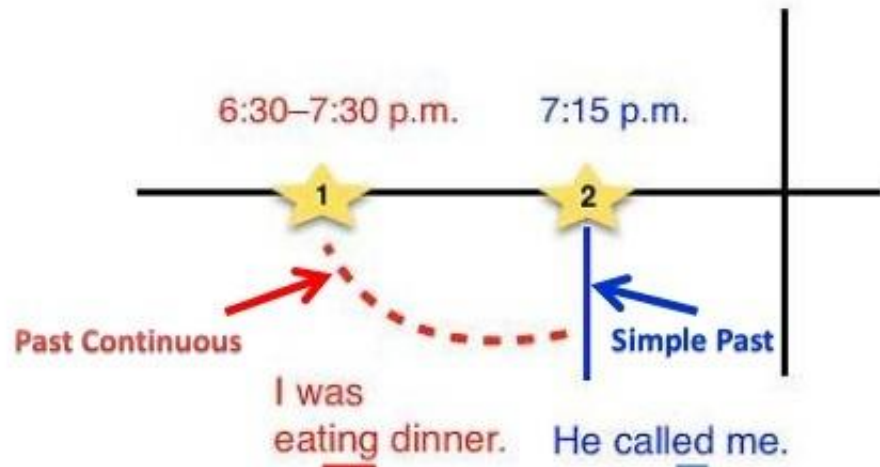 6:30–7:30 p.m.
7:15 p.m.
1
2
Past Continuous
Simple Past
I was
eating dinner.
He called me.